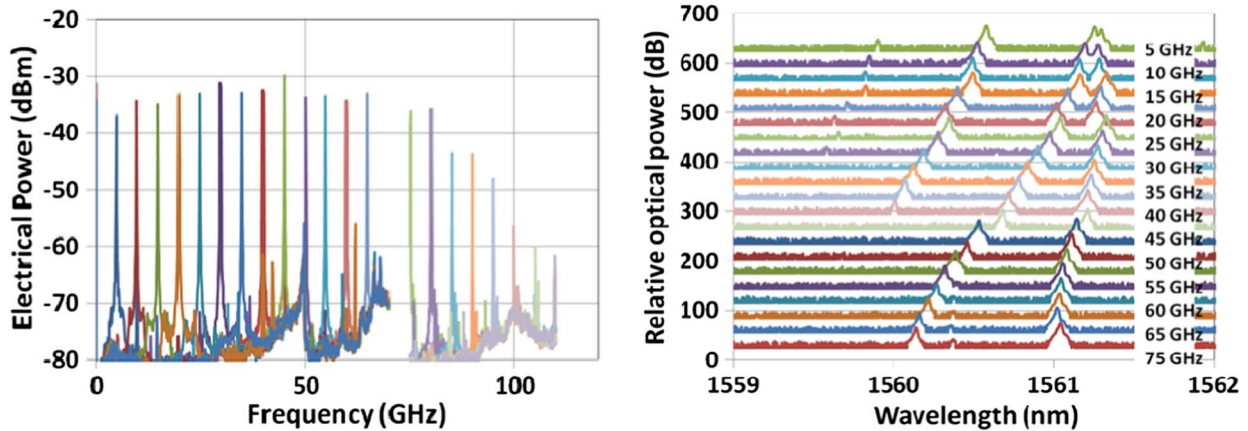 Electrical Power (dBm)
-20
-30
-40
-50
-60
-70
-80
0
50
100
Frequency (GHz)
Relative optical power (dB)
700
600
500
400
300
200
100
0
5 GHz
10 GHz
15 GHz
20 GHz
25 GHz
30 GHz
35 GHz
40 GHz
45 GHz
50 GHz
55 GHz
60 GHz
65 GHz
75 GHz
1559
1560
1561
1562
Wavelength (nm)